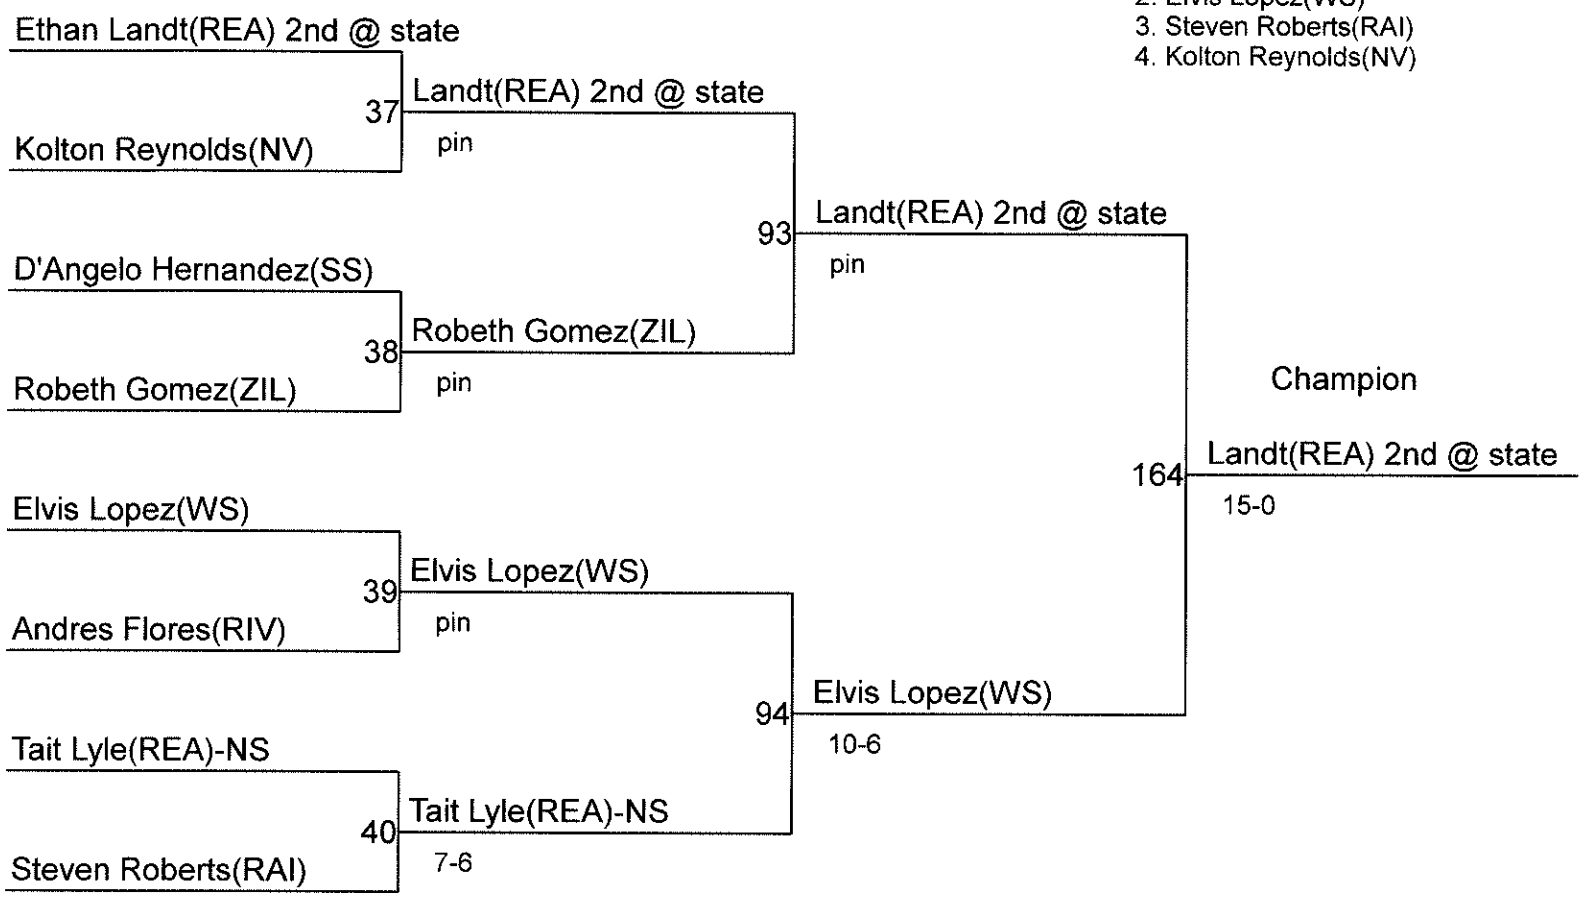 2. Elvis Lopez(WS)
3. Steven Roberts(RAI)
4. Kolton Reynolds(NV)
Ethan Landt(REA) 2nd @ state
37
Landt(REA) 2nd @ state
pin
Kolton Reynolds(NV)
93
Landt(REA) 2nd @ state
pin
D'Angelo Hernandez(SS)
38
Robeth Gomez(ZIL)
pin
Robeth Gomez(ZIL)
Champion
164
Landt(REA) 2nd @ state
15-0
Elvis Lopez(WS)
39
Elvis Lopez(WS)
pin
Andres Flores(RIV)
94
Elvis Lopez(WS)
10-6
Tait Lyle(REA)-NS
40
Tait Lyle(REA)-NS
7-6
Steven Roberts(RAI)